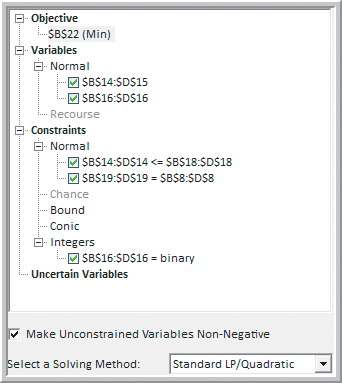 Objective
$B$22 (Min)
Variables
Normal
$B$14:$D$15
$B$16:$D$16
Recourse
Constraints
Normal
$B$14:$D$14 <= $B$18:$D$18
$B$19:$D$19 = $B$8:$D$8
Chance
Bound
Conic
Integers
$B$16:$D$16 = binary
Uncertain Variables
Make Unconstrained Variables Non-Negative
Select a Solving Method: Standard LP/Quadratic